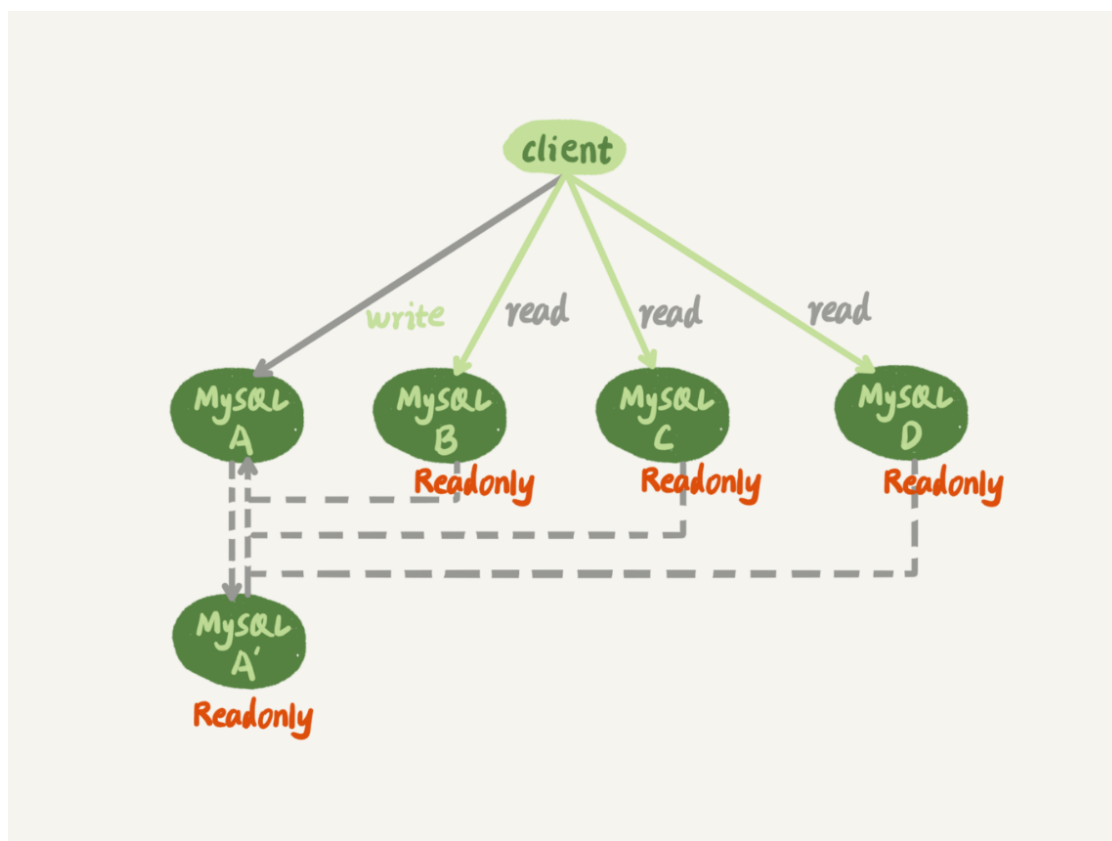 client
write
read
read
read
MySQL
A
MySQL
B
MySQL
C
MySQL
D
Readonly
Readonly
Readonly
MySQL
A'
Readonly